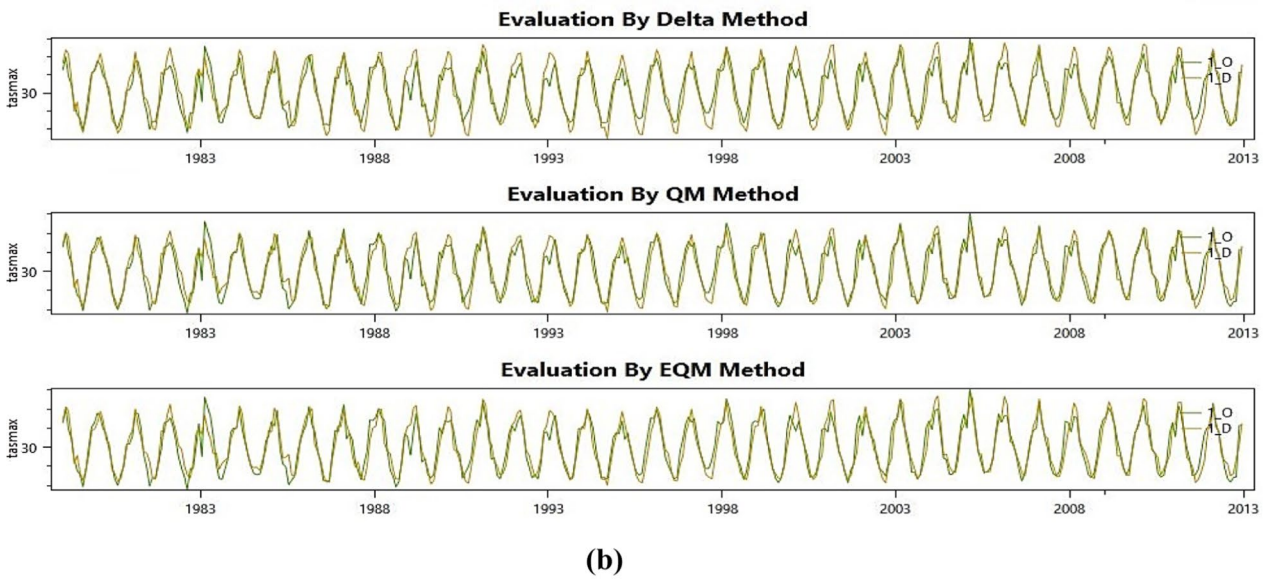 Evaluation By Delta Method
tasmax
30
1_O
1_D
1983 1988 1993 1998 2003 2008 2013
Evaluation By QM Method
tasmax
30
1_O
1_D
1983 1988 1993 1998 2003 2008 2013
Evaluation By EQM Method
tasmax
30
1_O
1_D
1983 1988 1993 1998 2003 2008 2013
(b)